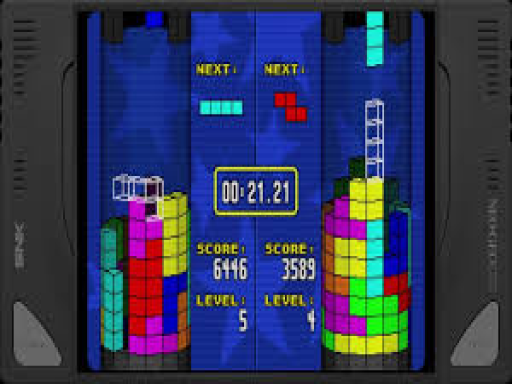 NEXT: NEXT:
00:21.21
SCORE: SCORE:
6446 3589
LEVEL: LEVEL:
5 4
SNK